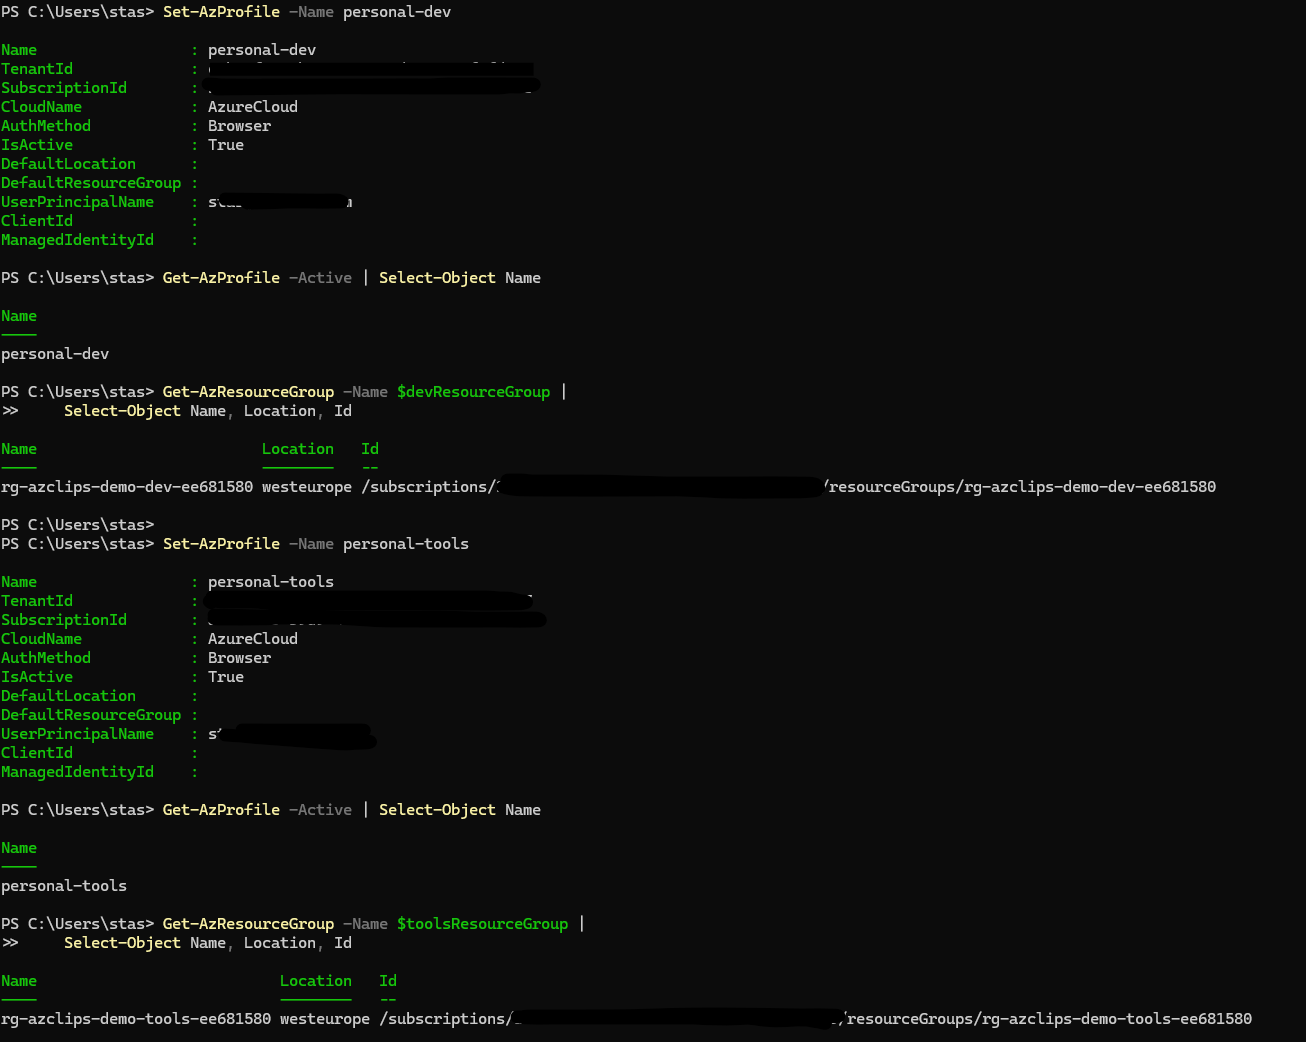 PS C:\Users\stas> Set-AzProfile -Name personal-dev
Name : personal-dev
TenantId :
SubscriptionId :
CloudName : AzureCloud
AuthMethod : Browser
IsActive : True
DefaultLocation :
DefaultResourceGroup :
UserPrincipalName :
ClientId :
ManagedIdentityId :
PS C:\Users\stas> Get-AzProfile -Active | Select-Object Name
Name
----
personal-dev
PS C:\Users\stas> Get-AzResourceGroup -Name $devResourceGroup |
>> Select-Object Name, Location, Id
Name Location Id
---- -------- --
rg-azclips-demo-dev-ee681580 westeurope /subscriptions/ /resourceGroups/rg-azclips-demo-dev-ee681580
PS C:\Users\stas>
PS C:\Users\stas> Set-AzProfile -Name personal-tools
Name : personal-tools
TenantId :
SubscriptionId :
CloudName : AzureCloud
AuthMethod : Browser
IsActive : True
DefaultLocation :
DefaultResourceGroup :
UserPrincipalName :
ClientId :
ManagedIdentityId :
PS C:\Users\stas> Get-AzProfile -Active | Select-Object Name
Name
----
personal-tools
PS C:\Users\stas> Get-AzResourceGroup -Name $toolsResourceGroup |
>> Select-Object Name, Location, Id
Name Location Id
---- -------- --
rg-azclips-demo-tools-ee681580 westeurope /subscriptions/ /resourceGroups/rg-azclips-demo-tools-ee681580